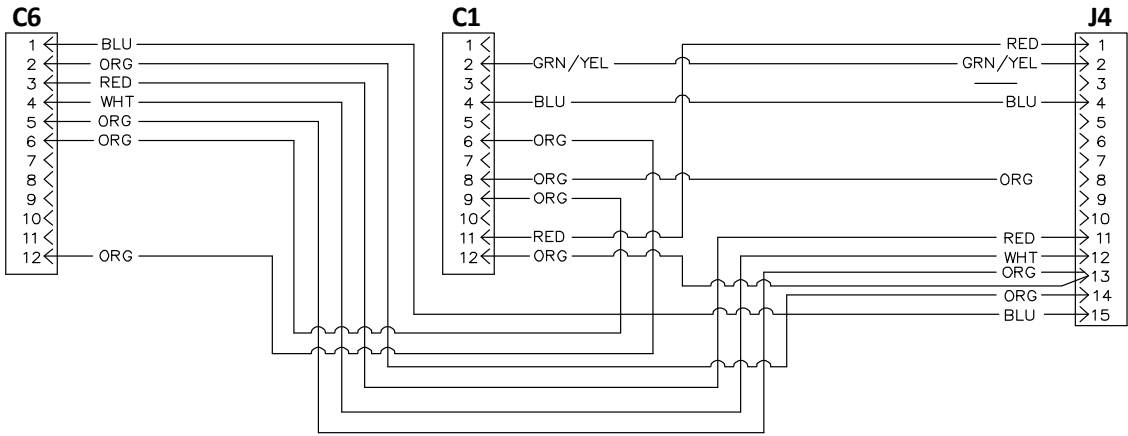 C6 C1 J4
1 BLU 1 RED 1
2 ORG 2 GRN/YEL GRN/YEL 2
3 RED 3 3
4 WHT 4 BLU BLU 4
5 ORG 5 5
6 ORG 6 ORG 6
7 7 7
8 8 ORG ORG 8
9 9 ORG 9
10 10 10
11 11 RED RED 11
12 ORG 12 ORG WHT 12
ORG 13
ORG 14
BLU 15